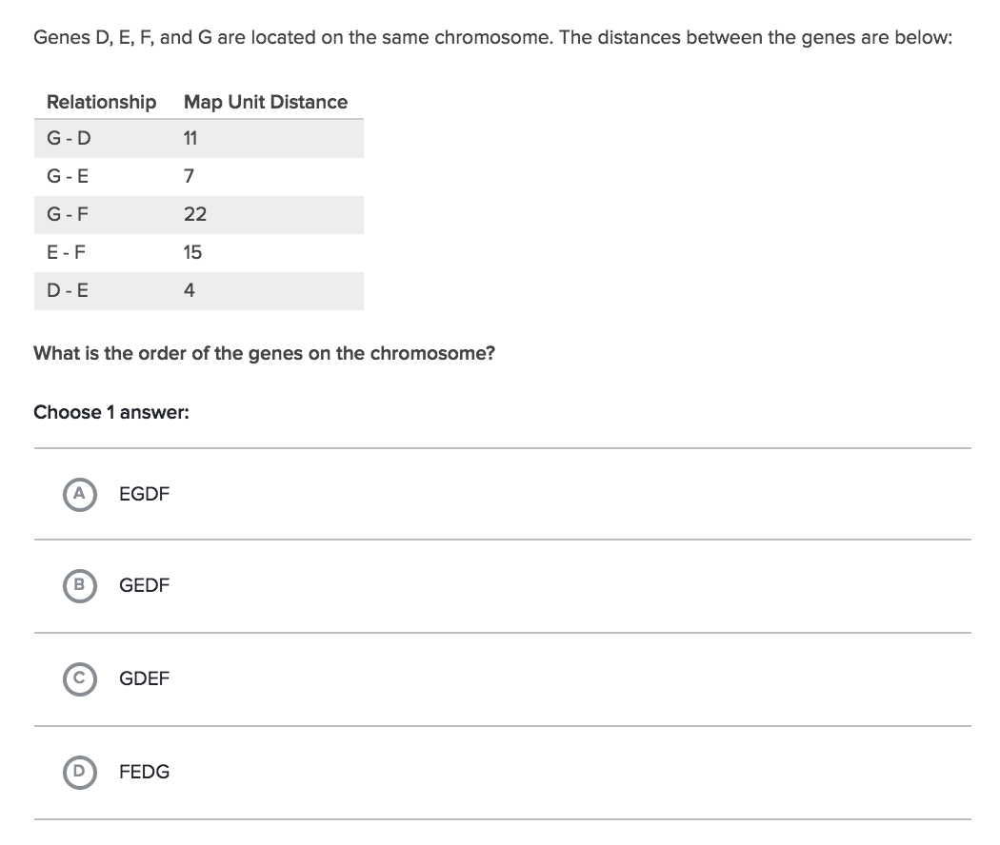 Genes D, E, F, and G are located on the same chromosome. The distances between the genes are below:
Relationship Map Unit Distance
G - D 11
G - E 7
G - F 22
E - F 15
D - E 4
What is the order of the genes on the chromosome?
Choose 1 answer:
A EGDF
B GEDF
C GDEF
D FEDG